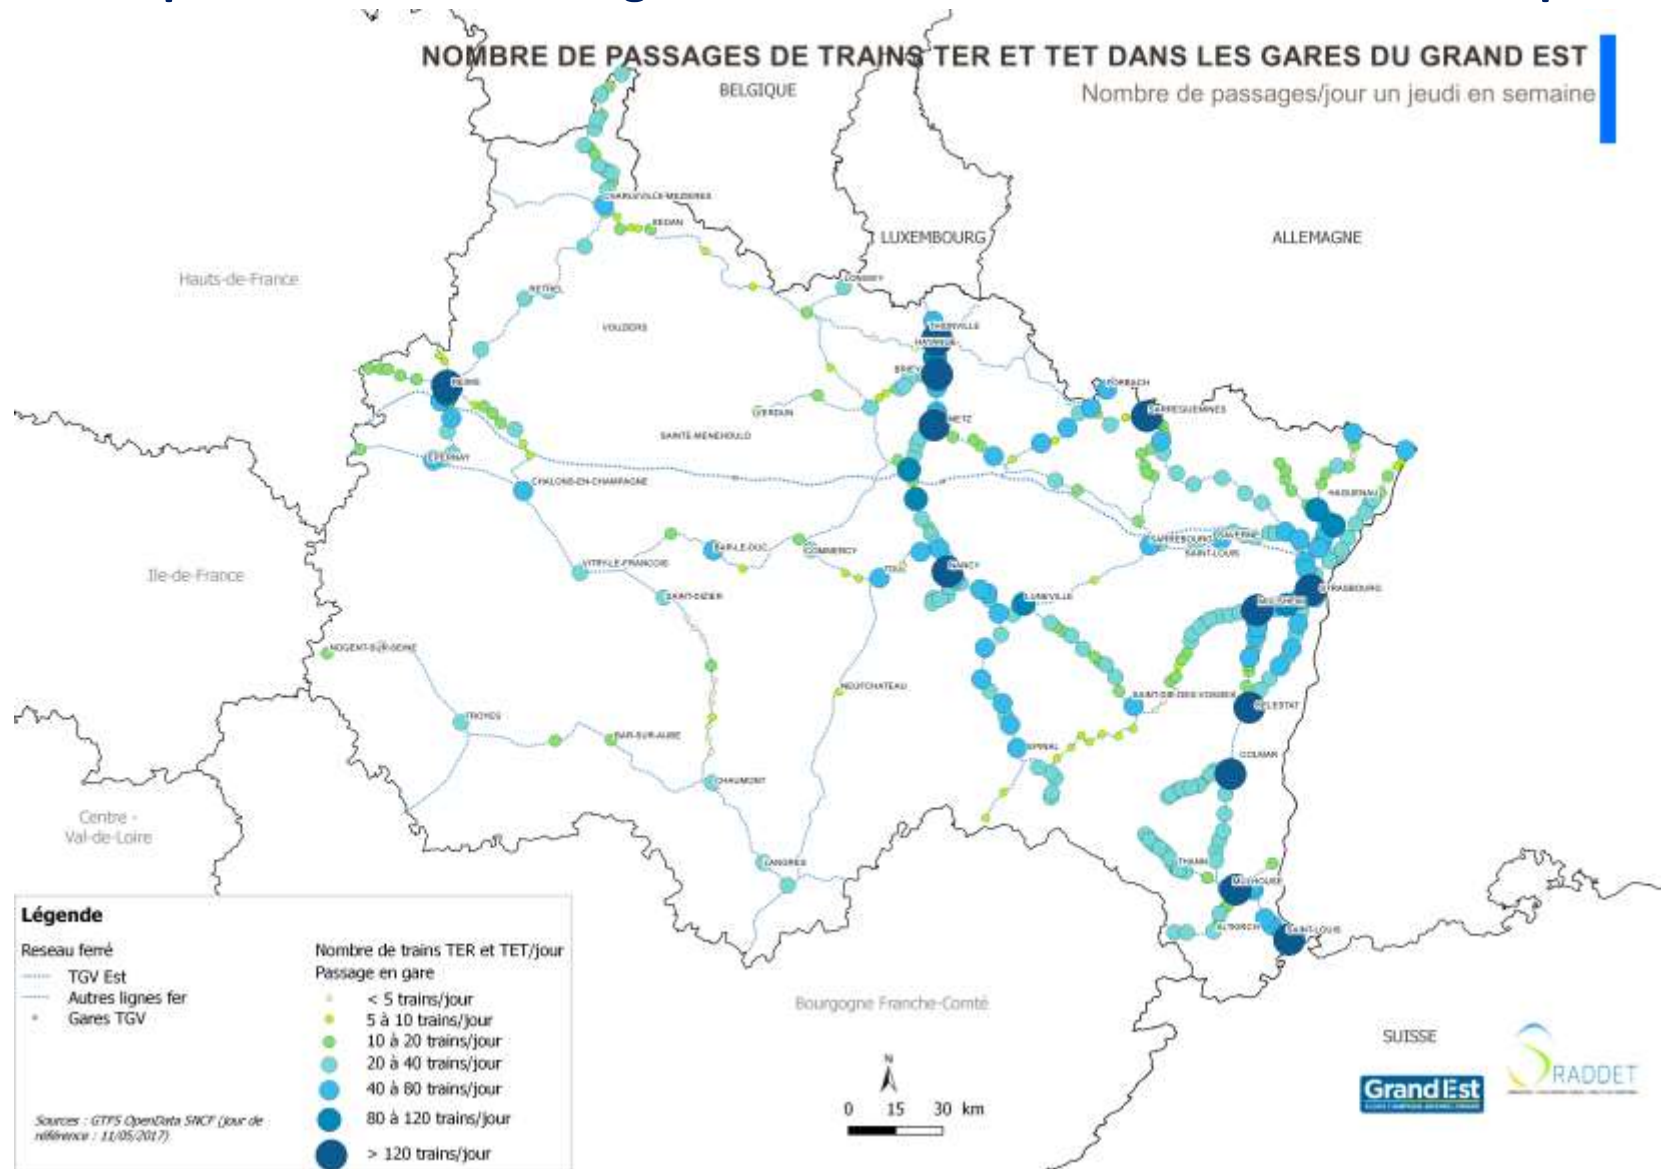 NOMBRE DE PASSAGES DE TRAINS TER ET TET DANS LES GARES DU GRAND EST
Nombre de passages/jour un jeudi en semaine
BELGIQUE
CHARLEVILLE-MEZIERES
SEDAN
LUXEMBOURG
ALLEMAGNE
Hauts-de-France
LONGWY
RETHEL
VOUZIERS
THIONVILLE
HAYANGE
BRIEY
FORBACH
REIMS
VERDUN
METZ
SARREGUEMINES
SAINTE-MENEHOULD
EPERNAY
CHALONS-EN-CHAMPAGNE
HAGUENAU
SARREBOURG
SAVERNE
SAINT-LOUIS
BAR-LE-DUC
COMMERCY
VITRY-LE-FRANCOIS
TOUL
NANCY
Ile-de-France
SAINT-DIZIER
LUNEVILLE
MOLSHEIM
STRASBOURG
NOGENT-SUR-SEINE
NEUFCHATEAU
SAINT-DIE-DES-VOSGES
SELESTAT
TROYES
BAR-SUR-AUBE
EPINAL
COLMAR
CHAUMONT
Centre -
Val-de-Loire
LANGRES
THANN
MULHOUSE
ALTKIRCH
SAINT-LOUIS
Légende
Reseau ferré
TGV Est
Autres lignes fer
Gares TGV
Nombre de trains TER et TET/jour
Passage en gare
< 5 trains/jour
5 à 10 trains/jour
10 à 20 trains/jour
20 à 40 trains/jour
40 à 80 trains/jour
80 à 120 trains/jour
> 120 trains/jour
Sources : GTFS OpenData SNCF (jour de
référence : 11/05/2017)
Bourgogne Franche-Comté
SUISSE
N
0 15 30 km
Grand Est
SRADDET